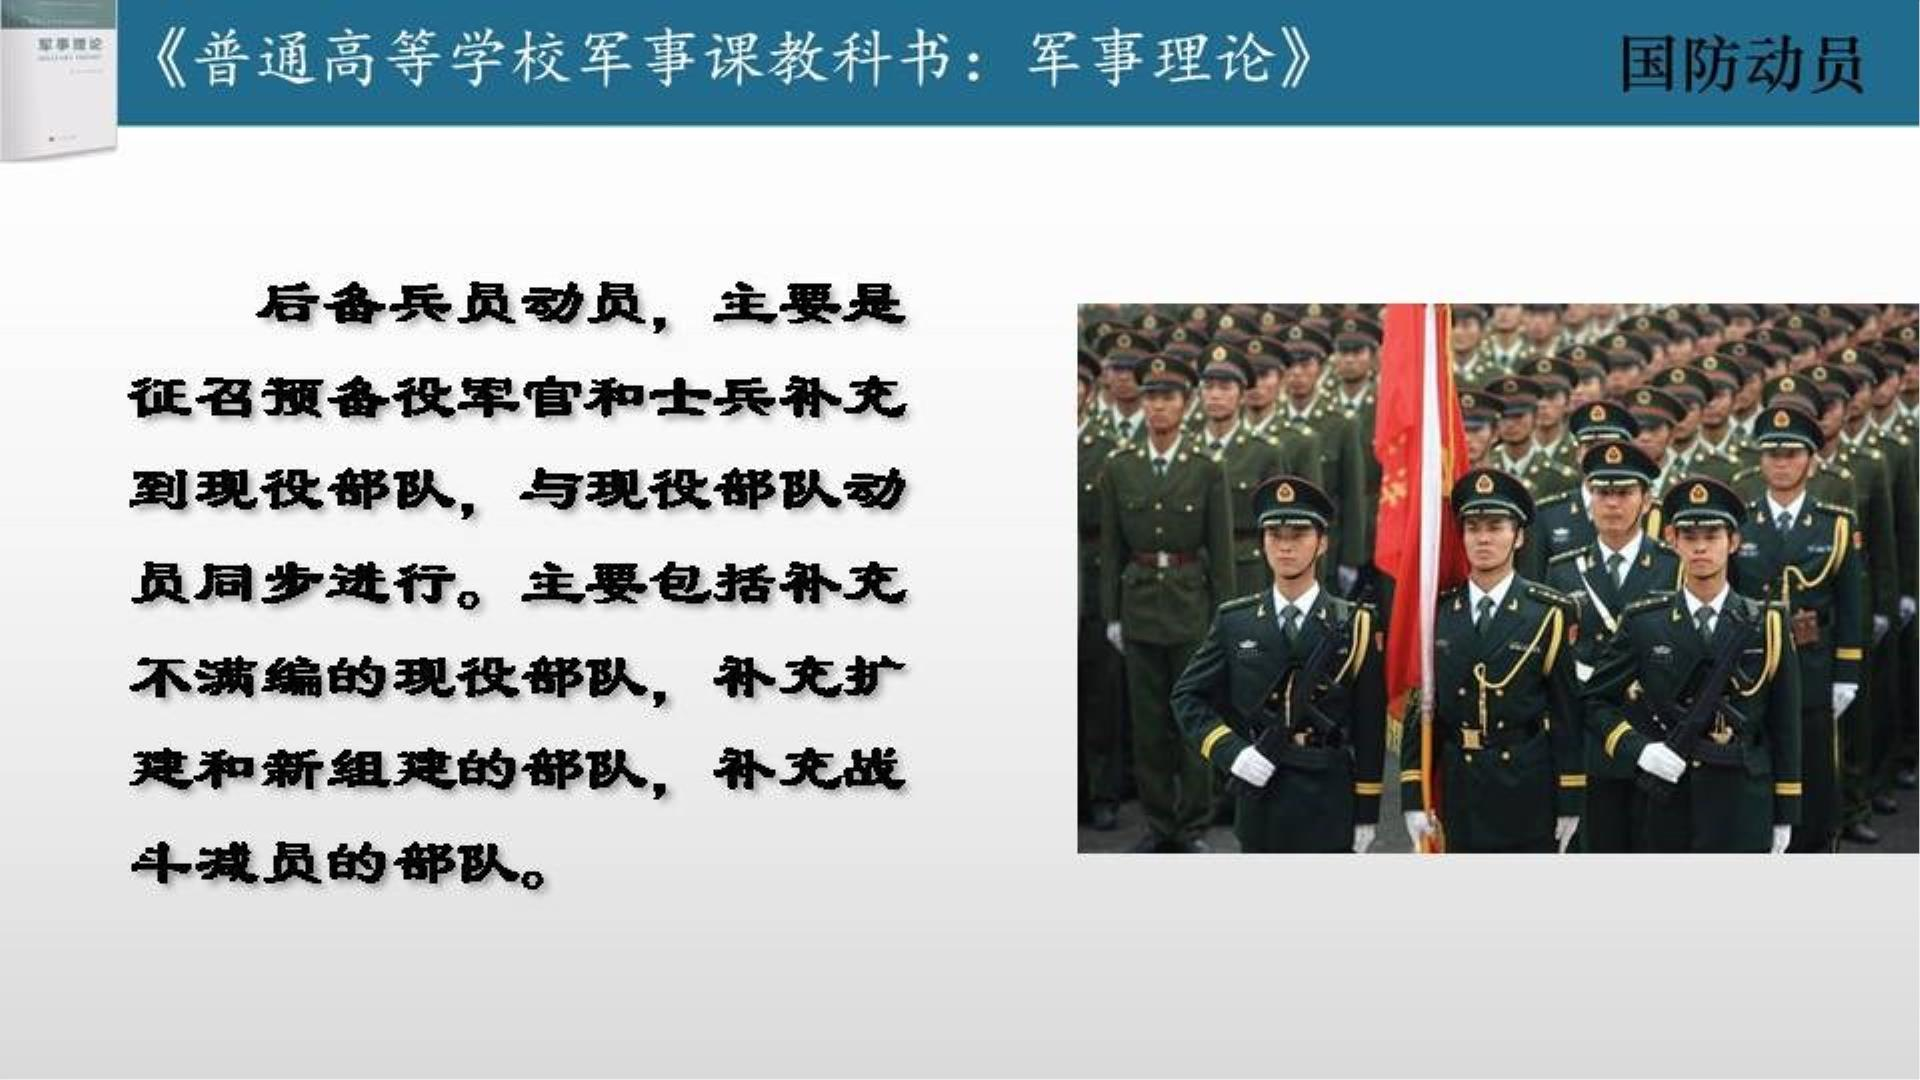 军事理论
《普通高等学校军事课教科书：军事理论》
国防动员
后备兵员动员，主要是
征召预备役军官和士兵补充
到现役部队，与现役部队动
员同步进行。主要包括补充
不满编的现役部队，补充扩
建和新组建的部队，补充战
斗减员的部队。